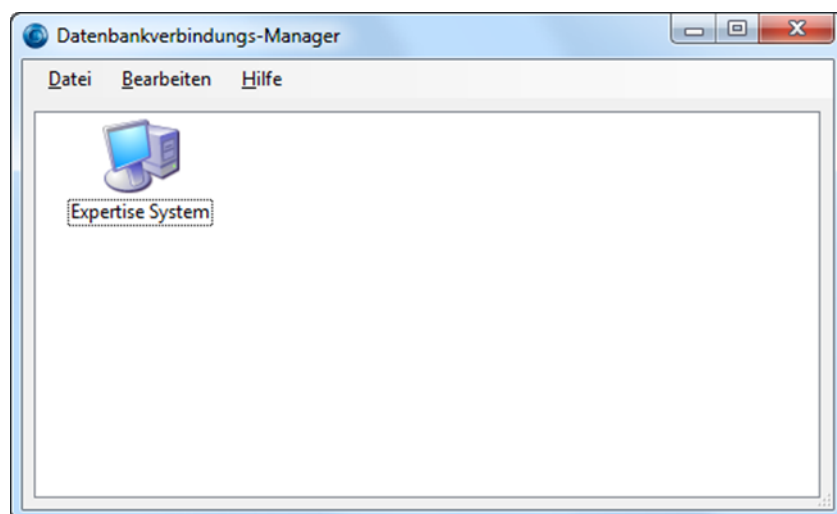 Datenbankverbindungs-Manager
Datei Bearbeiten Hilfe
Expertise System